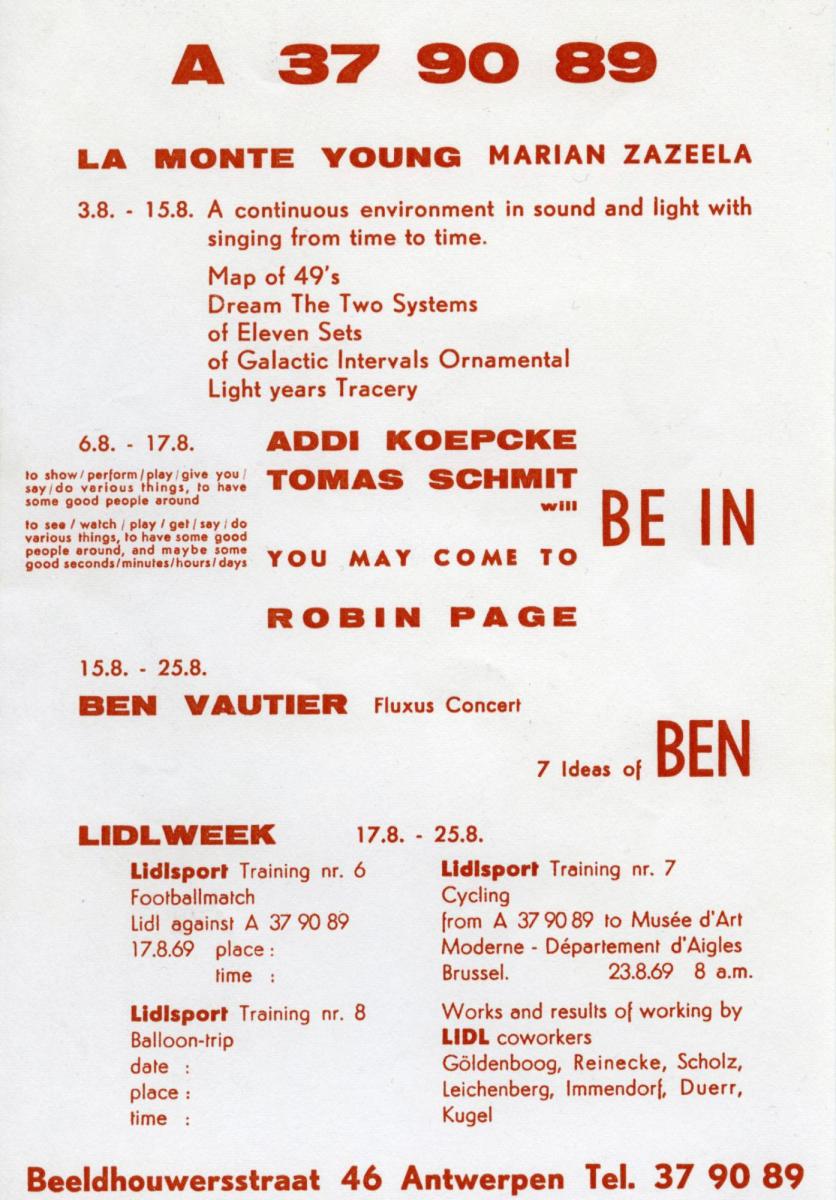 A 37 90 89
LA MONTE YOUNG MARIAN ZAZEELA
3.8. - 15.8. A continuous environment in sound and light with
singing from time to time.
Map of 49's
Dream The Two Systems
of Eleven Sets
of Galactic Intervals Ornamental
Light years Tracery
6.8. - 17.8. ADDI KOEPCKE
to show/perform/play/give you/
say/do various things, to have
some good people around
TOMAS SCHMIT
will
BE IN
to see / watch / play / get / say / do
various things, to have some good
people around, and maybe some
good seconds/minutes/hours/days
YOU MAY COME TO
ROBIN PAGE
15.8. - 25.8.
BEN VAUTIER Fluxus Concert
7 Ideas of BEN
LIDLWEEK 17.8. - 25.8.
Lidlsport Training nr. 6
Footballmatch
Lidl against A 37 90 89
17.8.69 place :
time :
Lidlsport Training nr. 7
Cycling
from A 37 90 89 to Musée d'Art
Moderne - Département d'Aigles
Brussel. 23.8.69 8 a.m.
Lidlsport Training nr. 8
Balloon-trip
date :
place :
time :
Works and results of working by
LIDL coworkers
Göldenboog, Reinecke, Scholz,
Leichenberg, Immendorf, Duerr,
Kugel
Beeldhouwersstraat 46 Antwerpen Tel. 37 90 89